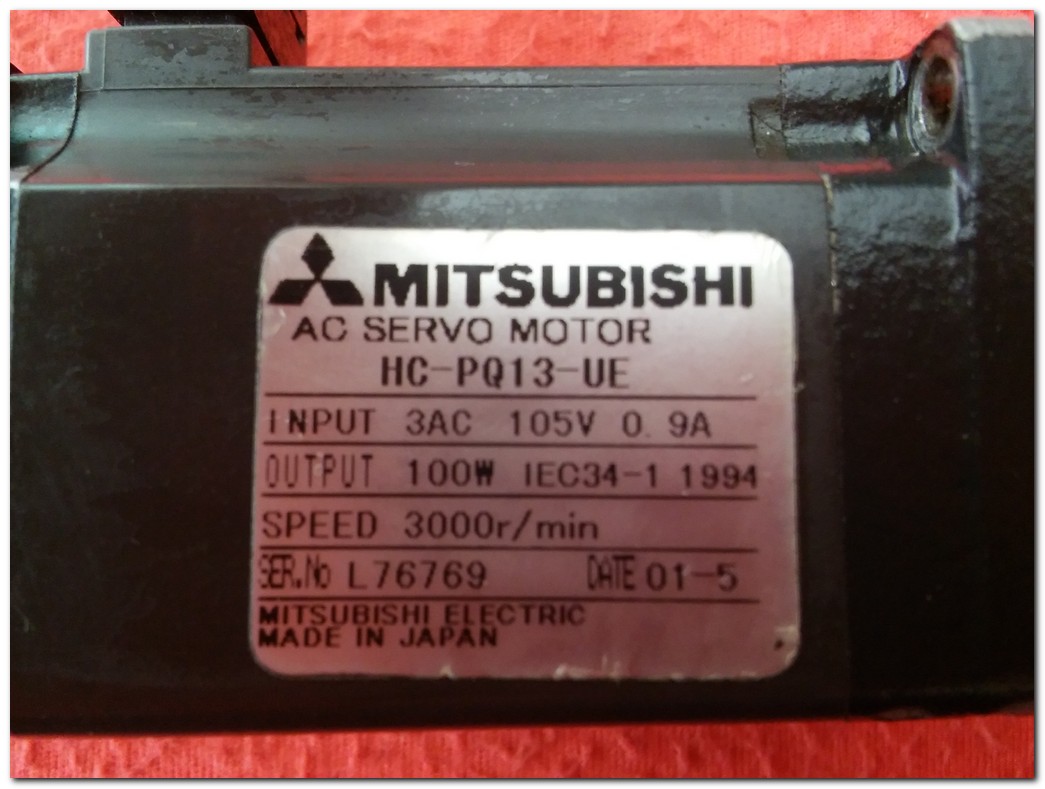 MITSUBISHI
AC SERVO MOTOR
HC-PQ13-UE
INPUT 3AC 105V 0.9A
OUTPUT 100W IEC34-1 1994
SPEED 3000r/min
SER.No L76769 DATE 01-5
MITSUBISHI ELECTRIC
MADE IN JAPAN